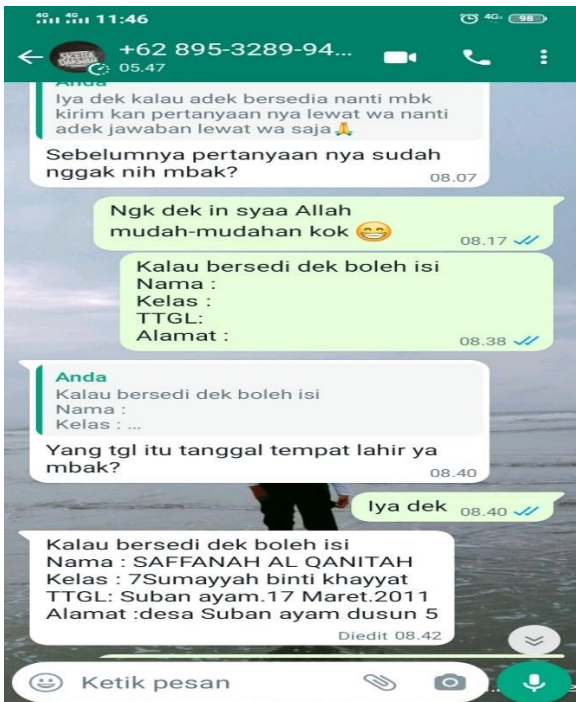 11:46
4G 98
+62 895-3289-94...
05.47
Anda
Iya dek kalau adek bersedia nanti mbk
kirim kan pertanyaan nya lewat wa nanti
adek jawaban lewat wa saja🙏
Sebelumnya pertanyaan nya sudah
nggak nih mbak?
08.07
Ngk dek in syaa Allah
mudah-mudahan kok 😁
08.17
Kalau bersedi dek boleh isi
Nama :
Kelas :
TTGL:
Alamat :
08.38
Anda
Kalau bersedi dek boleh isi
Nama :
Kelas : ...
Yang tgl itu tanggal tempat lahir ya
mbak?
08.40
Iya dek 08.40
Kalau bersedi dek boleh isi
Nama : SAFFANAH AL QANITAH
Kelas : 7Sumayyah binti khayyat
TTGL: Suban ayam.17 Maret.2011
Alamat :desa Suban ayam dusun 5
Diedit 08.42
Ketik pesan